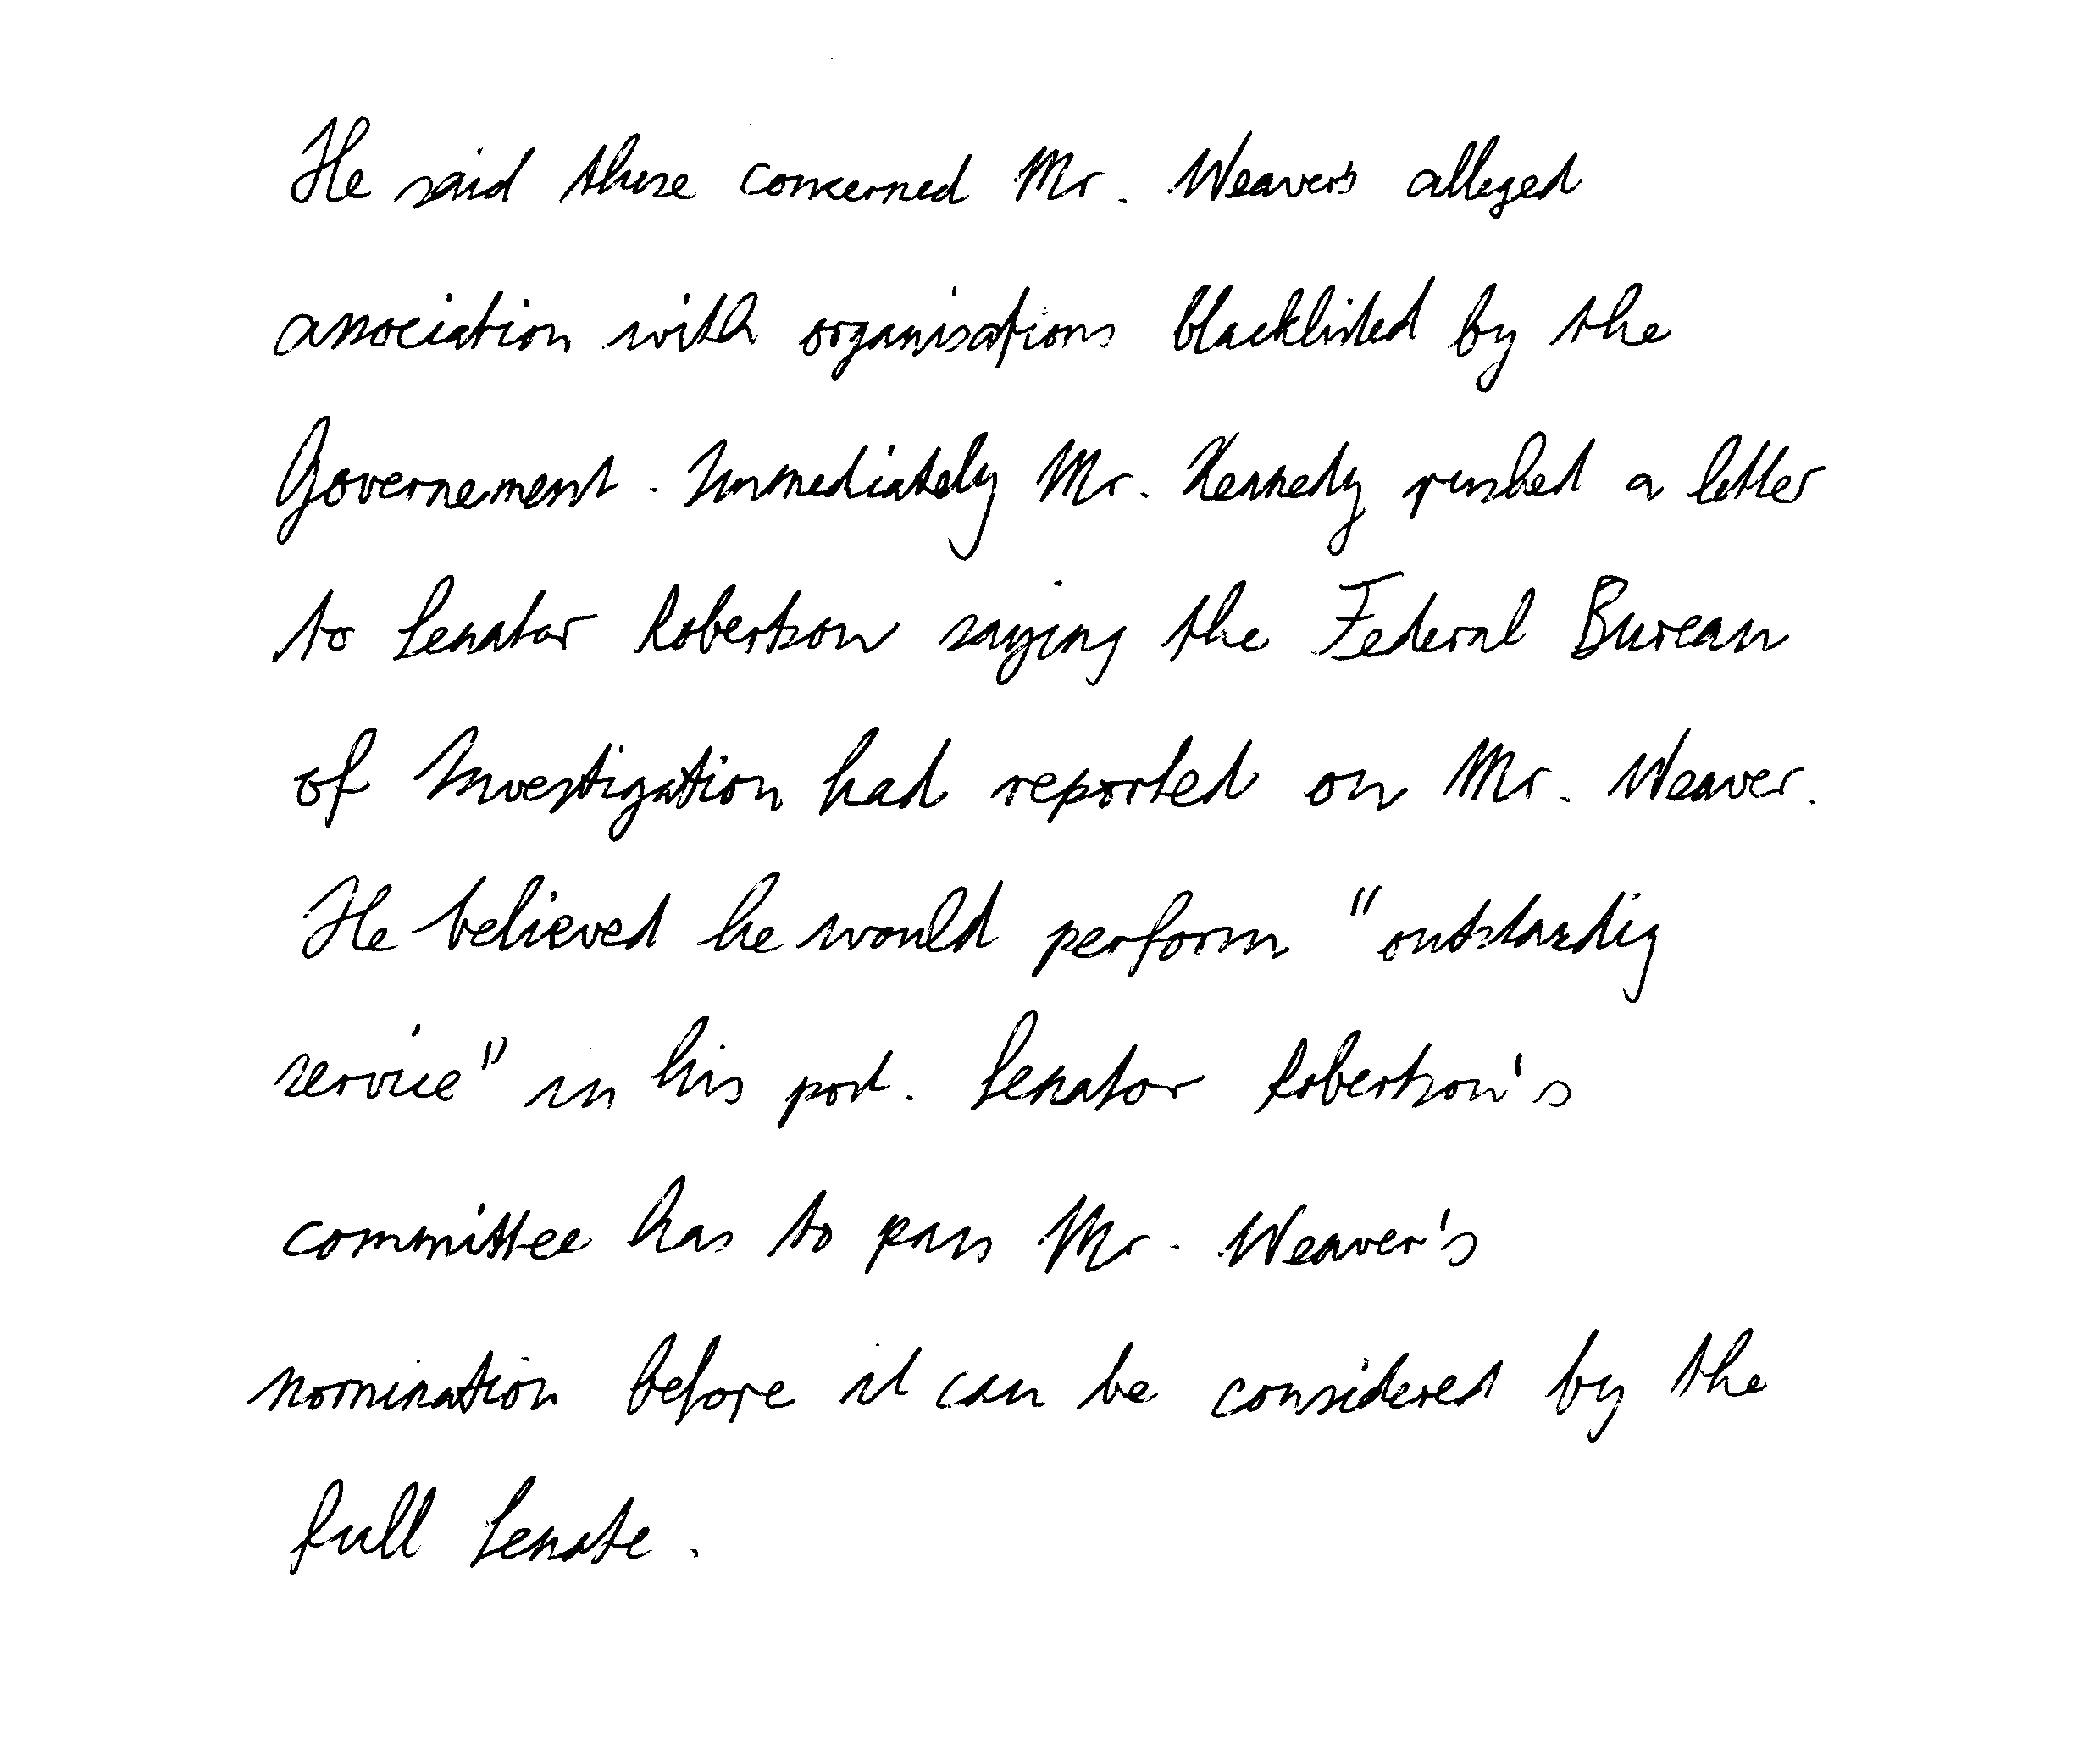 He said these concerned Mr. Weaver's alleged
association with organisations blacklisted by the
Governement. Immediately Mr. Kennedy rushed a letter
to Senator Robertson saying the Federal Bureau
of Investigation had reported on Mr. Weaver.
He believed he would perform "outstandig
service" in his post. Senator Robertson's
committee has to pass Mr. Weaver's
nomination before it can be considered by the
full Senate.